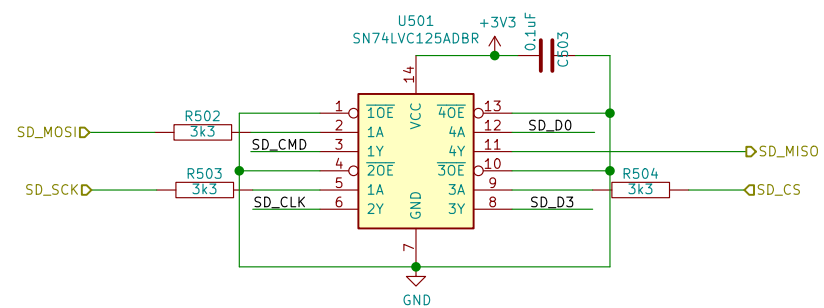 U501
SN74LVC125ADBR
+3V3
0.1uF
C503
14
VCC
1
1OE
4OE
13
R502
SD_MOSI
3k3
2
1A
4A
12
SD_D0
SD_CMD
3
1Y
4Y
11
SD_MISO
4
2OE
3OE
10
R503
R504
SD_SCK
3k3
5
1A
3A
9
3k3
SD_CS
SD_CLK
6
2Y
3Y
8
SD_D3
GND
7
GND